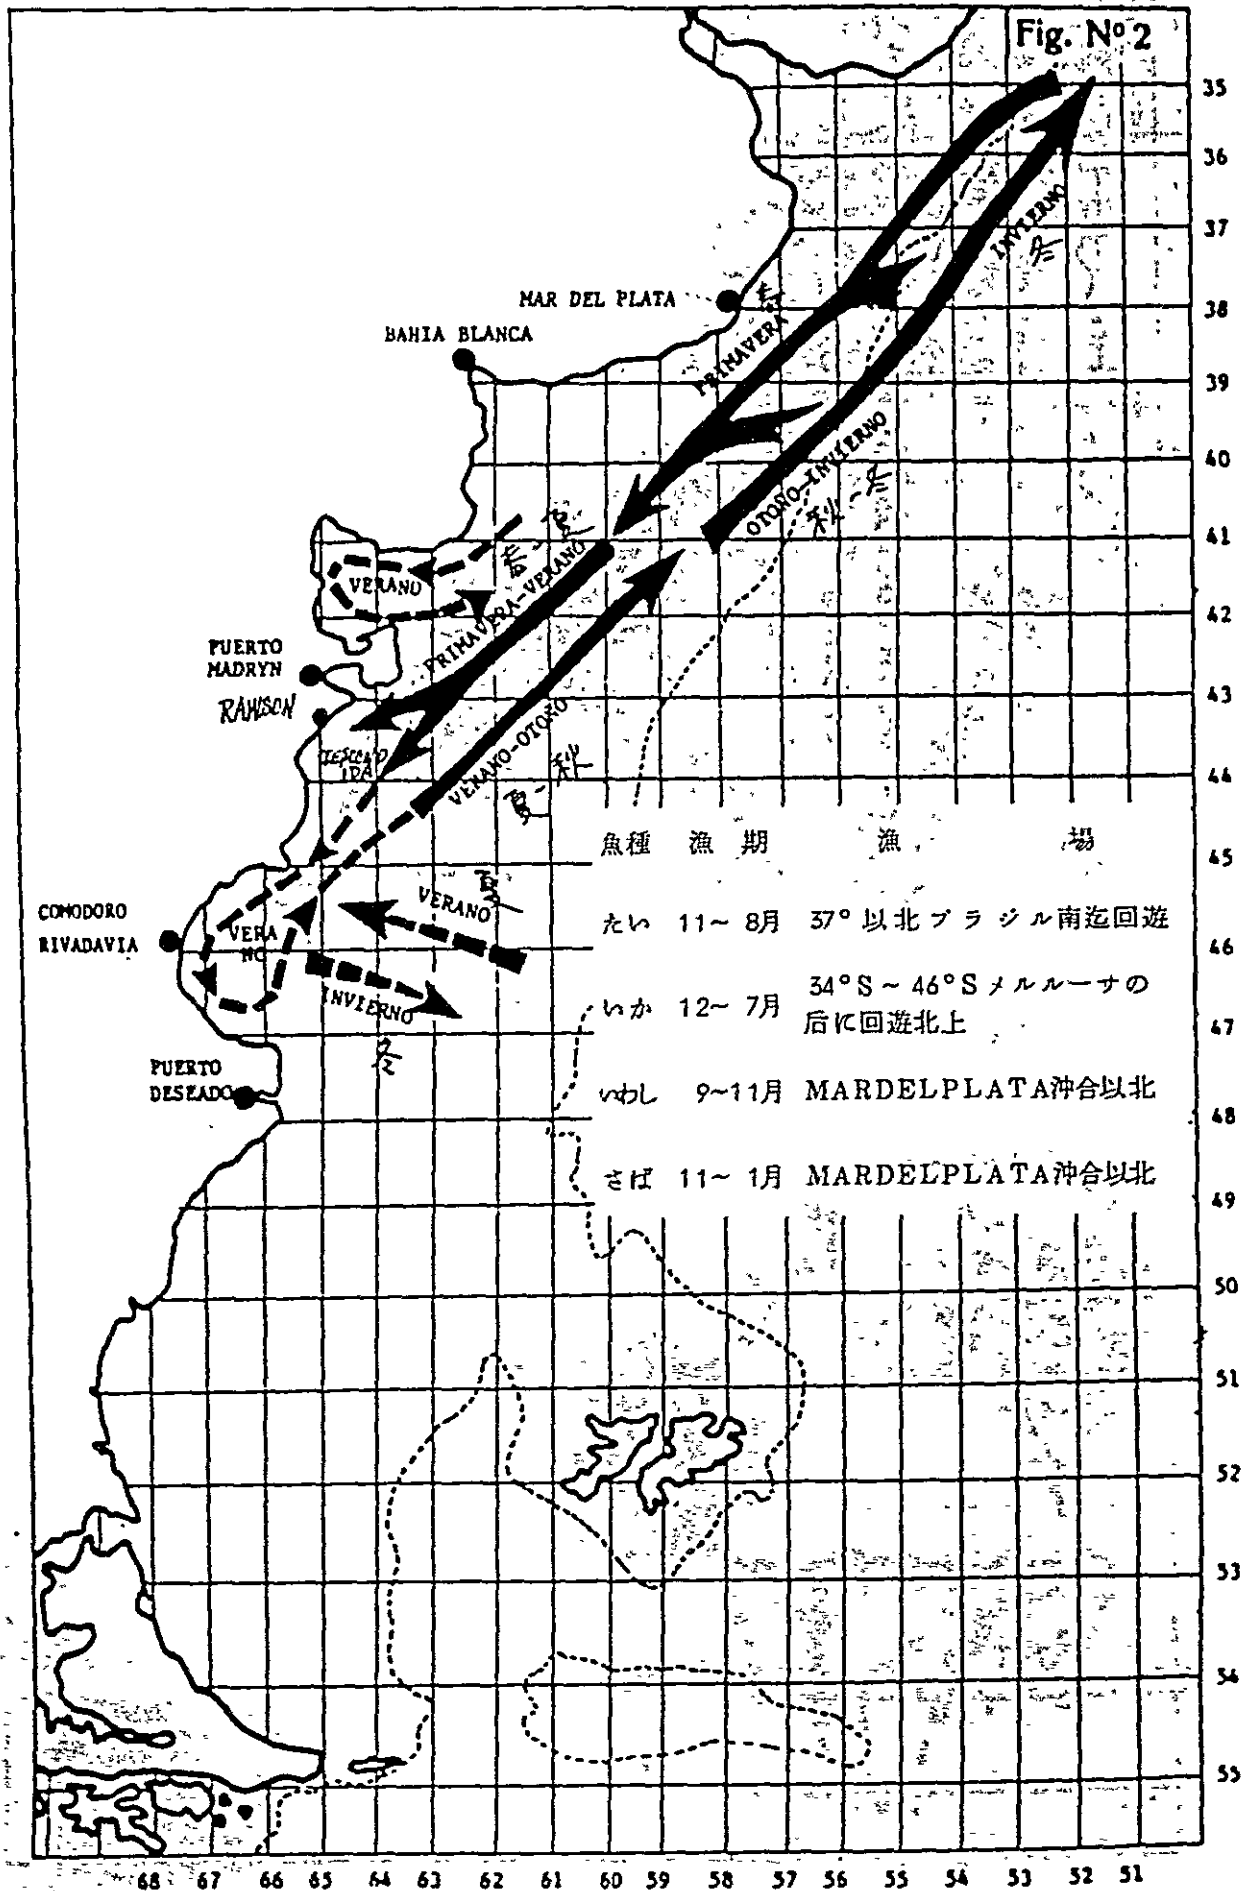 Fig. Nº 2
35
36
37
38
39
40
41
42
43
44
45
46
47
48
49
50
51
52
53
54
55
INVIERNO
冬
MAR DEL PLATA
BAHIA BLANCA
春
PRIMAVERA
OTOÑO-INVIERNO
秋-冬
春-夏
PRIMAVERA-VERANO
VERANO
PUERTO
MADRYN
RAWSON
VERANO-OTOÑO
夏-秋
夏
VERANO
COMODORO
RIVADAVIA
VERA
NO
INVIERNO
冬
PUERTO
DESEADO
魚種 漁期 漁場
たい 11~ 8月 37° 以北ブラジル南迄回遊
いか 12~ 7月 34°S~46°Sメルルーサの
后に回遊北上
いわし 9~11月 MARDELPLATA沖合以北
さば 11~ 1月 MARDELPLATA沖合以北
68 67 65 64 63 62 60 59 58 57 56 55 54 53 52 51